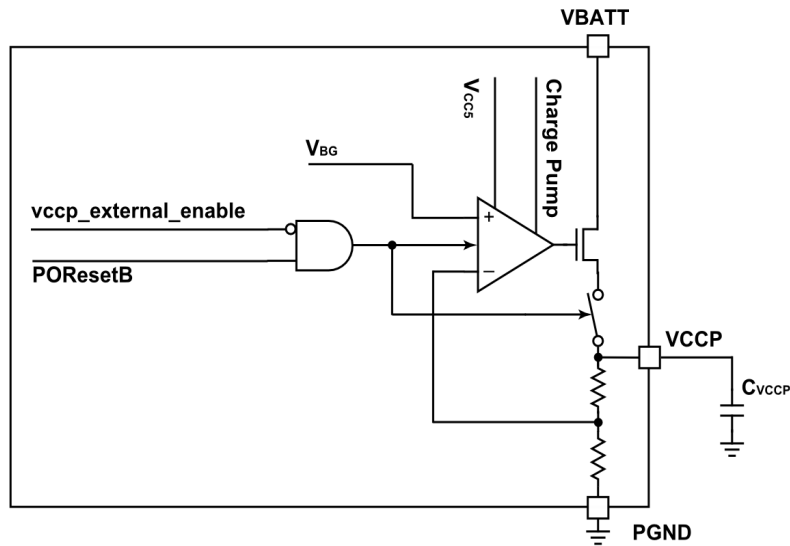 VBATT
VCC5
Charge Pump
VBG
+
vccp_external_enable
POResetB
−
VCCP
CVCCP
PGND